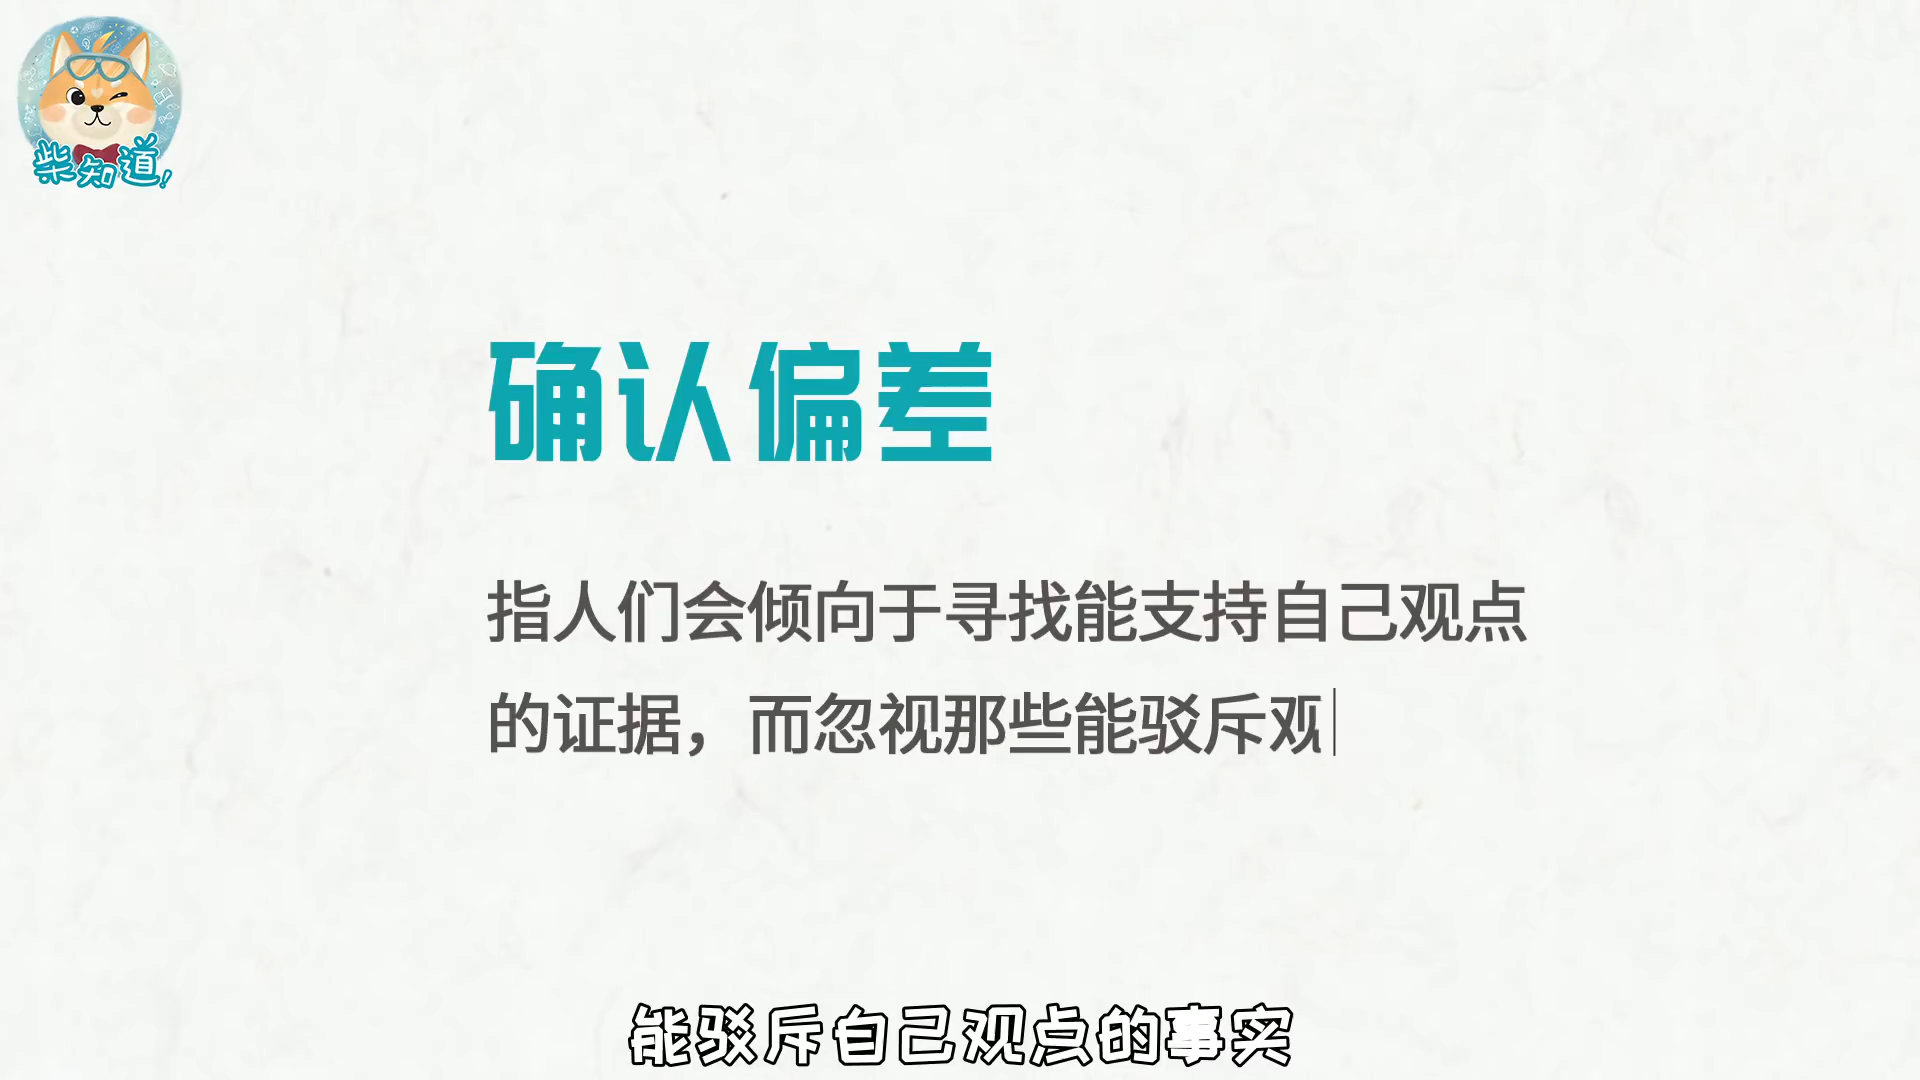 柴知道!
确认偏差
指人们会倾向于寻找能支持自己观点
的证据，而忽视那些能驳斥观
能驳斥自己观点的事实